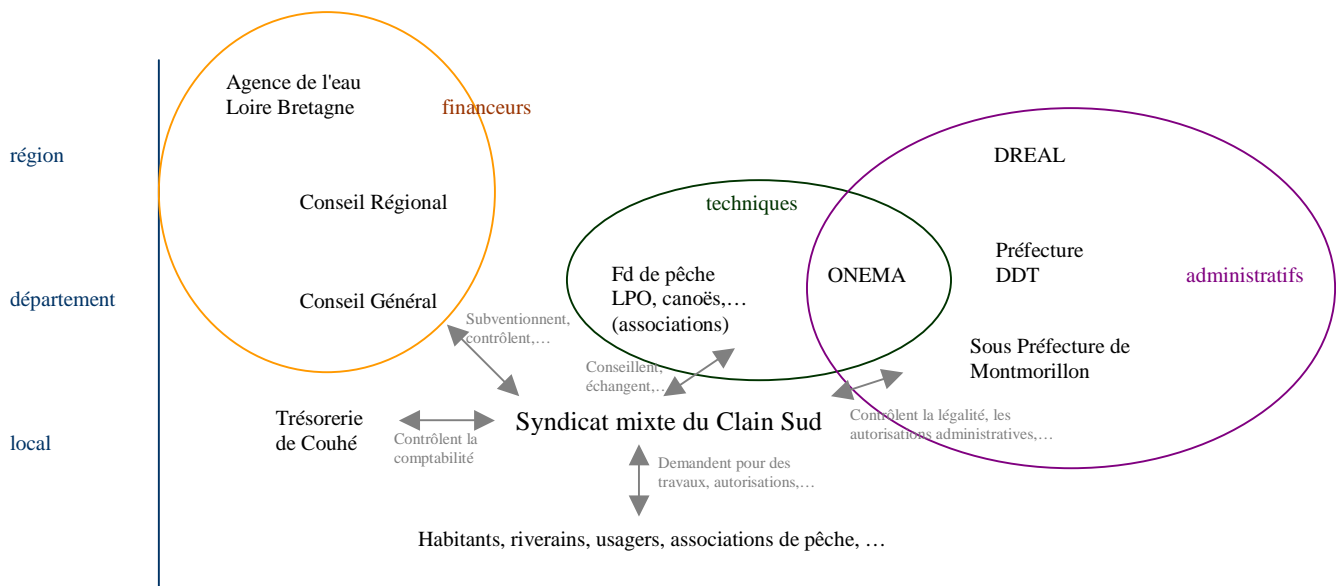 Agence de l'eau
Loire Bretagne
financeurs
région
DREAL
Conseil Régional
techniques
Préfecture
DDT
administratifs
Fd de pêche
LPO, canoës,…
(associations)
ONEMA
département
Conseil Général
Subventionnent,
contrôlent,…
Sous Préfecture de
Montmorillon
Conseillent,
échangent,…
Trésorerie
de Couhé
Contrôlent la
comptabilité
Syndicat mixte du Clain Sud
Contrôlent la légalité, les
autorisations administratives,…
local
Demandent pour des
travaux, autorisations,…
Habitants, riverains, usagers, associations de pêche, …